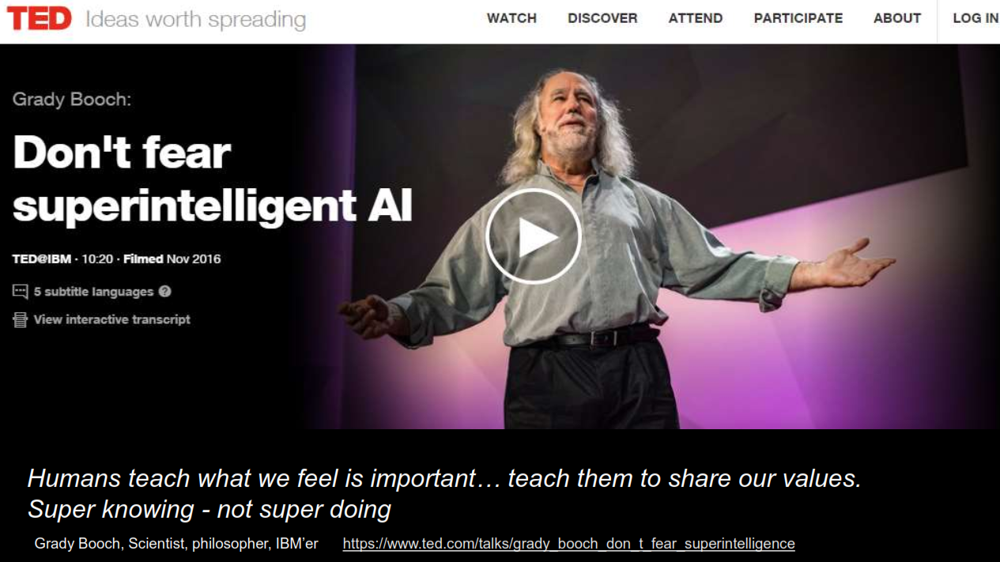 TED Ideas worth spreading WATCH DISCOVER ATTEND PARTICIPATE ABOUT LOG IN
Grady Booch:
Don't fear
superintelligent AI
TED@IBM · 10:20 · Filmed Nov 2016
5 subtitle languages ?
View interactive transcript
Humans teach what we feel is important… teach them to share our values.
Super knowing - not super doing
Grady Booch, Scientist, philosopher, IBM’er https://www.ted.com/talks/grady_booch_don_t_fear_superintelligence